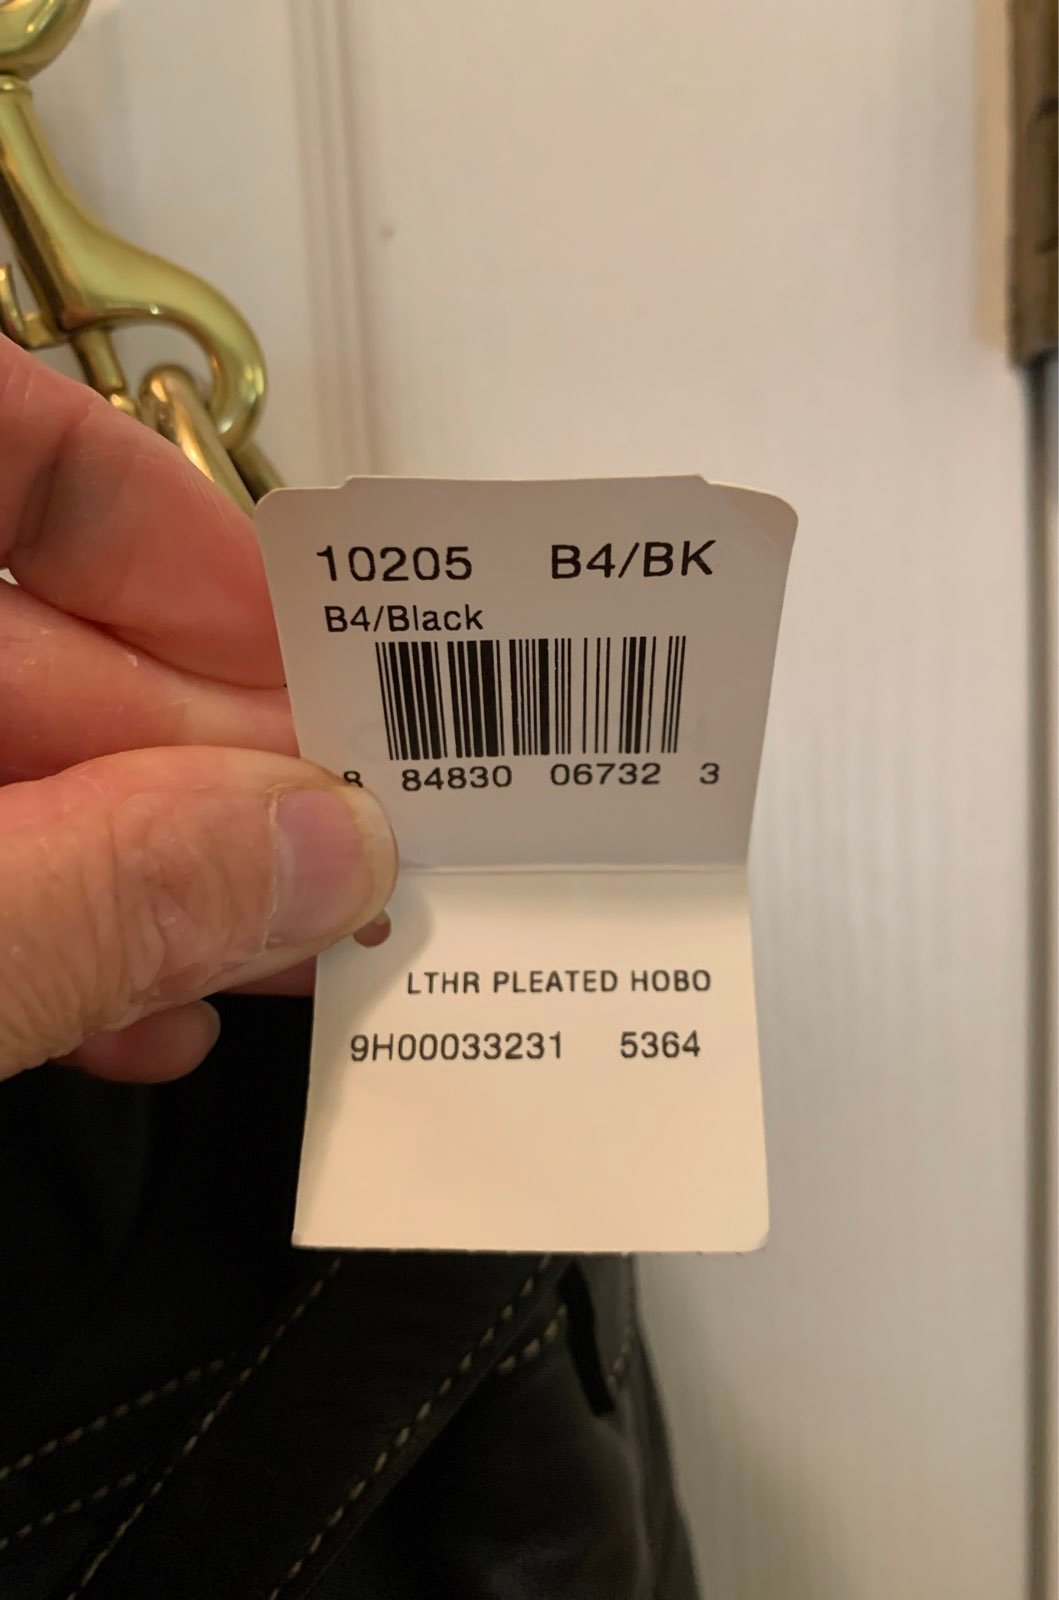 10205 B4/BK
B4/Black
8 84830 06732 3
LTHR PLEATED HOBO
9H00033231 5364